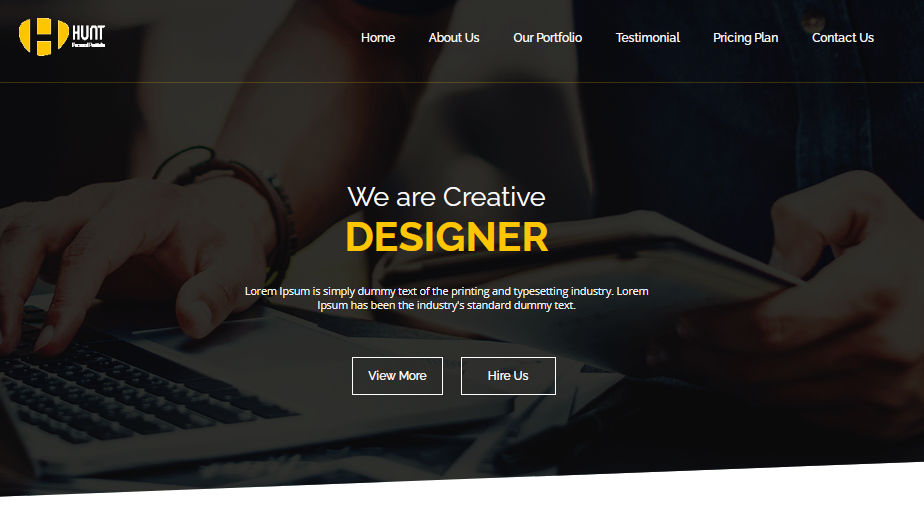 HUNT
Personal Portfolio
Home About Us Our Portfolio Testimonial Pricing Plan Contact Us
We are Creative
DESIGNER
Lorem Ipsum is simply dummy text of the printing and typesetting industry. Lorem
Ipsum has been the industry's standard dummy text.
View More Hire Us